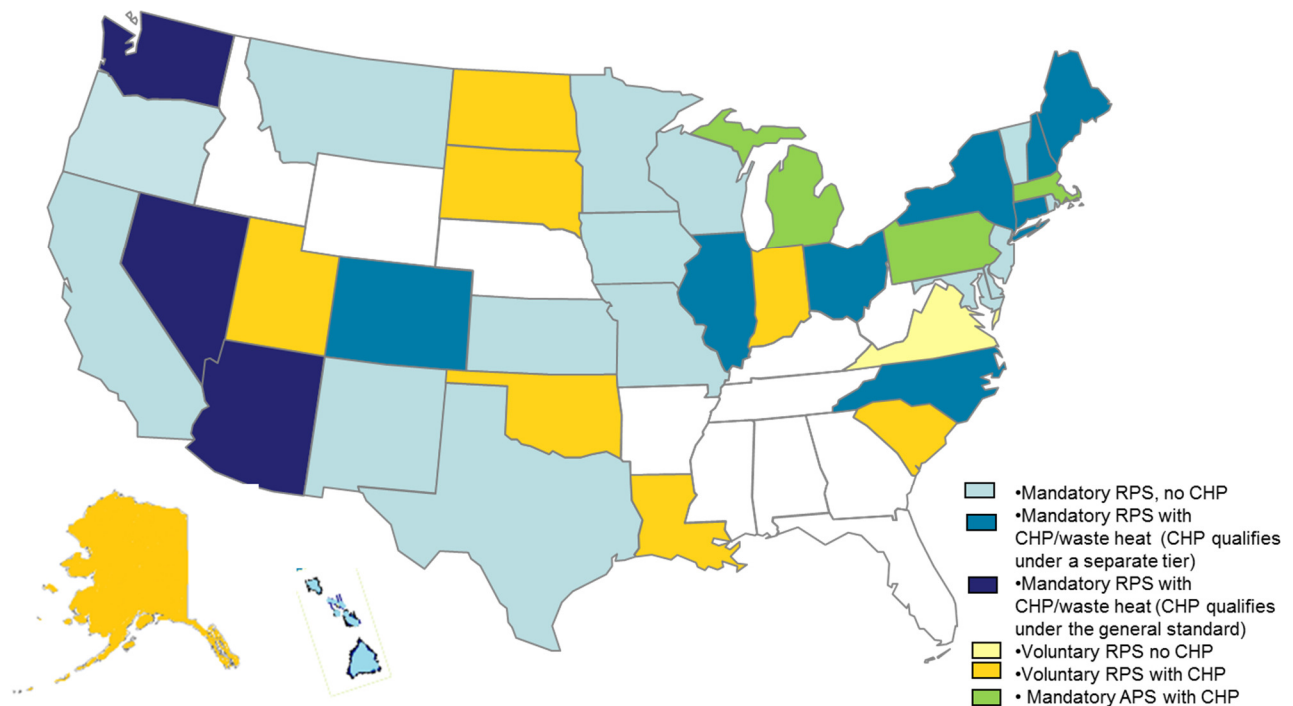 •Mandatory RPS, no CHP
•Mandatory RPS with
CHP/waste heat (CHP qualifies
under a separate tier)
•Mandatory RPS with
CHP/waste heat (CHP qualifies
under the general standard)
•Voluntary RPS no CHP
•Voluntary RPS with CHP
• Mandatory APS with CHP